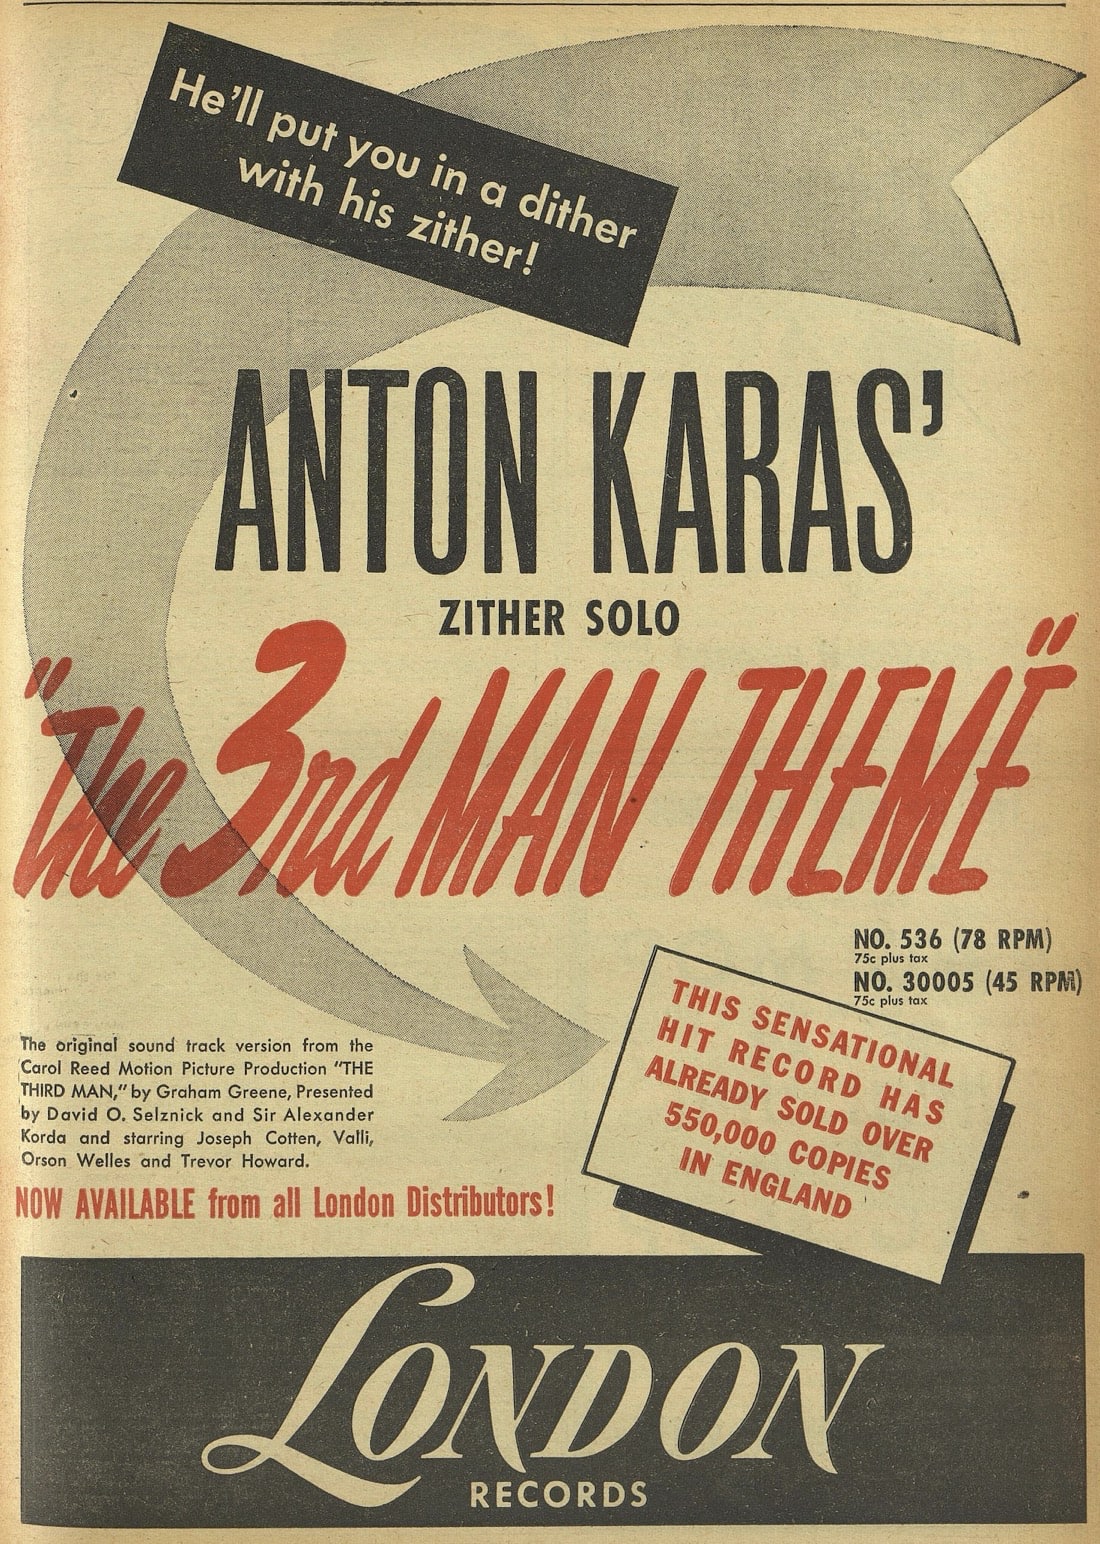 He'll put you in a dither
with his zither!
ANTON KARAS'
ZITHER SOLO
"The 3rd MAN THEME"
NO. 536 (78 RPM)
75c plus tax
NO. 30005 (45 RPM)
75c plus tax
THIS SENSATIONAL
HIT RECORD HAS
ALREADY SOLD OVER
550,000 COPIES
IN ENGLAND
The original sound track version from the
Carol Reed Motion Picture Production "THE
THIRD MAN," by Graham Greene, Presented
by David O. Selznick and Sir Alexander
Korda and starring Joseph Cotten, Valli,
Orson Welles and Trevor Howard.
NOW AVAILABLE from all London Distributors!
LONDON
RECORDS